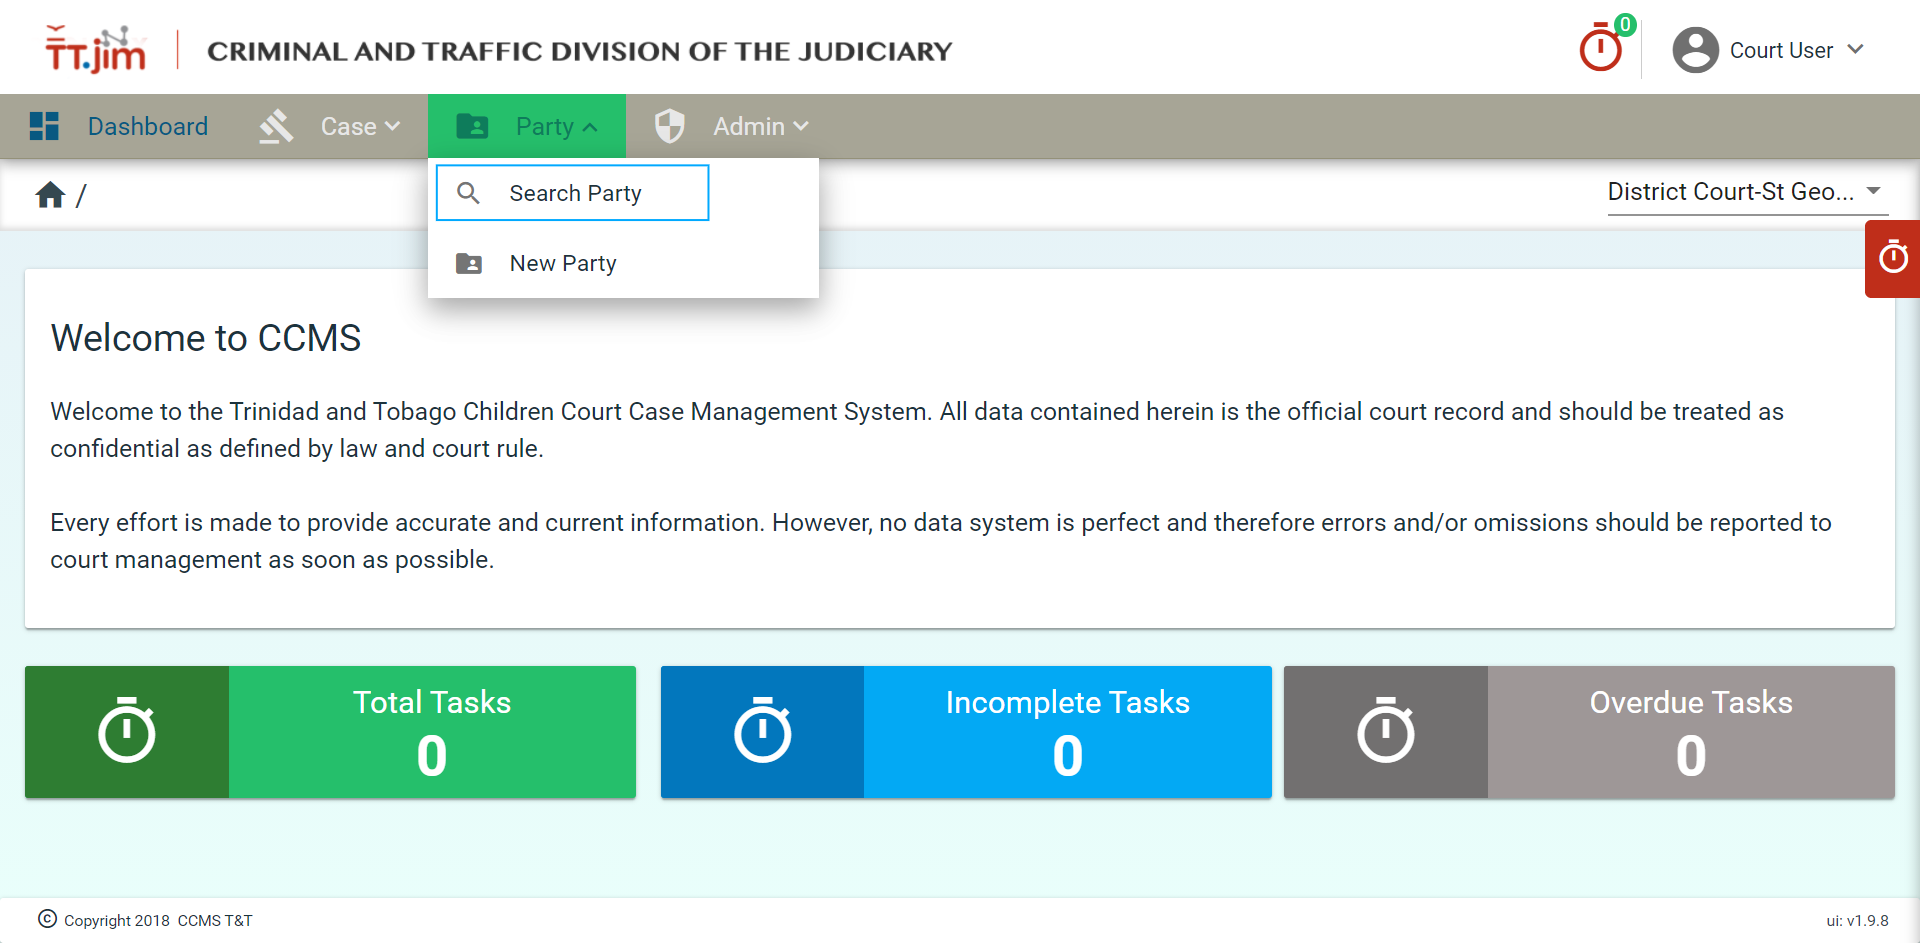 TT.jim
CRIMINAL AND TRAFFIC DIVISION OF THE JUDICIARY
0
Court User
Dashboard
Case
Party
Admin
/
Search Party
New Party
District Court-St Geo...
Welcome to CCMS
Welcome to the Trinidad and Tobago Children Court Case Management System. All data contained herein is the official court record and should be treated as
confidential as defined by law and court rule.
Every effort is made to provide accurate and current information. However, no data system is perfect and therefore errors and/or omissions should be reported to
court management as soon as possible.
Total Tasks
0
Incomplete Tasks
0
Overdue Tasks
0
© Copyright 2018 CCMS T&T
ui: v1.9.8